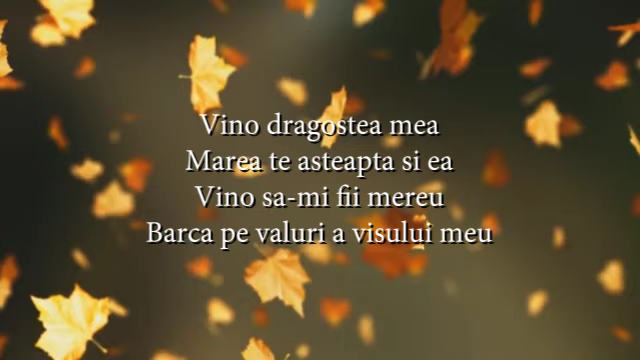 Vino dragostea mea
Marea te asteapta si ea
Vino sa-mi fii mereu
Barca pe valuri a visului meu